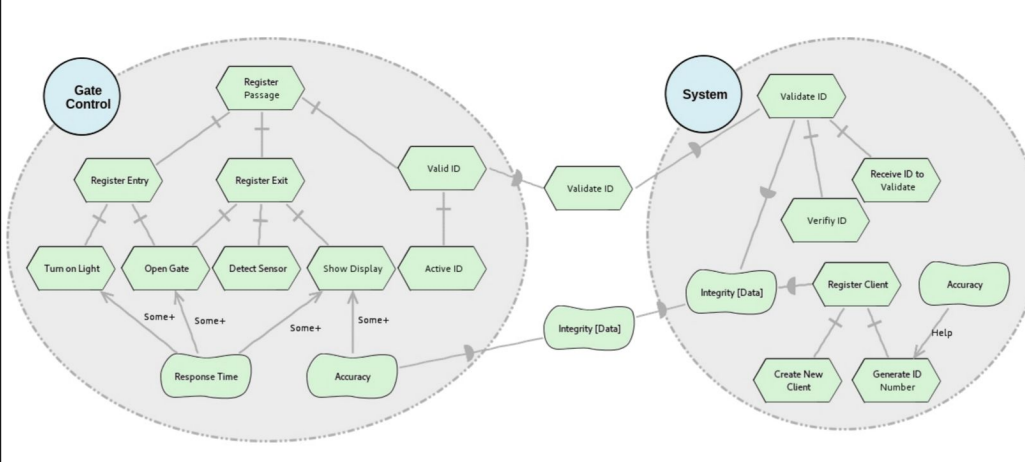 Gate
Control
Register
Passage
Register Entry
Register Exit
Valid ID
Turn on Light
Open Gate
Detect Sensor
Show Display
Active ID
Some+
Some+
Some+
Some+
Response Time
Accuracy
Validate ID
Integrity [Data]
System
Validate ID
Receive ID to
Validate
Verifiy ID
Integrity [Data]
Register Client
Accuracy
Help
Create New
Client
Generate ID
Number